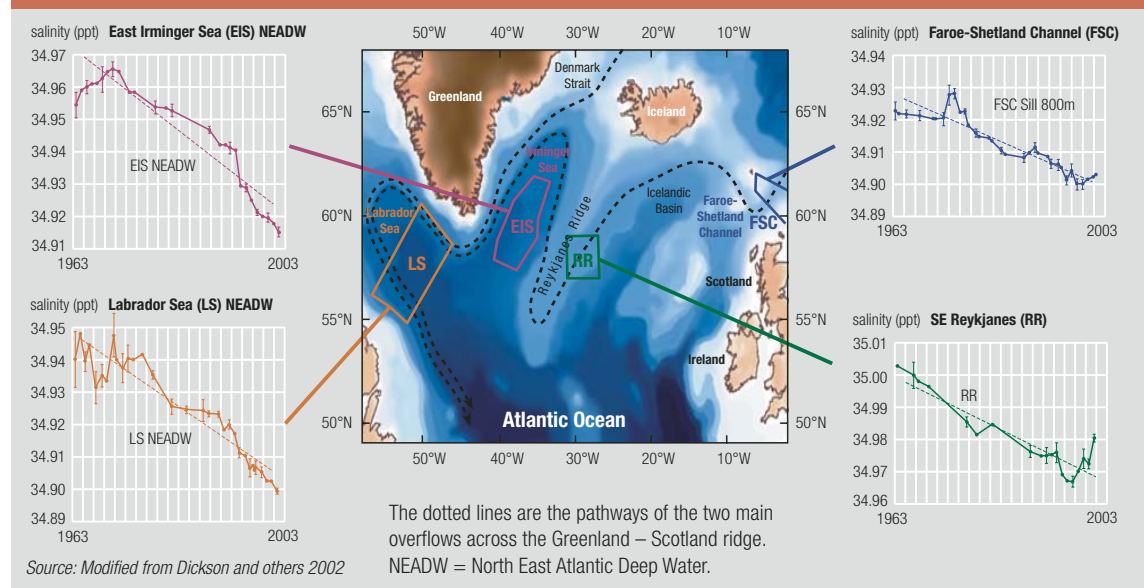 salinity (ppt) East Irminger Sea (EIS) NEADW
34.97
34.96
34.95
34.94
34.93
34.92
34.91
EIS NEADW
1963 2003
salinity (ppt) Labrador Sea (LS) NEADW
34.95
34.94
34.93
34.92
34.91
34.90
34.89
LS NEADW
1963 2003
Source: Modified from Dickson and others 2002
50°W 40°W 30°W 20°W 10°W
65°N 65°N
60°N 60°N
55°N 55°N
50°N 50°N
Denmark
Strait
Greenland
Iceland
Irminger
Sea
Labrador
Sea
Icelandic
Basin
Reykjanes Ridge
Faroe-
Shetland
Channel
FSC
EIS
LS
RR
Scotland
Ireland
Atlantic Ocean
50°W 40°W 30°W 20°W 10°W
The dotted lines are the pathways of the two main
overflows across the Greenland – Scotland ridge.
NEADW = North East Atlantic Deep Water.
salinity (ppt) Faroe-Shetland Channel (FSC)
34.94
34.93
34.92
34.91
34.90
34.89
FSC Sill 800m
1963 2003
salinity (ppt) SE Reykjanes (RR)
35.01
35.00
34.99
34.98
34.97
34.96
RR
1963 2003